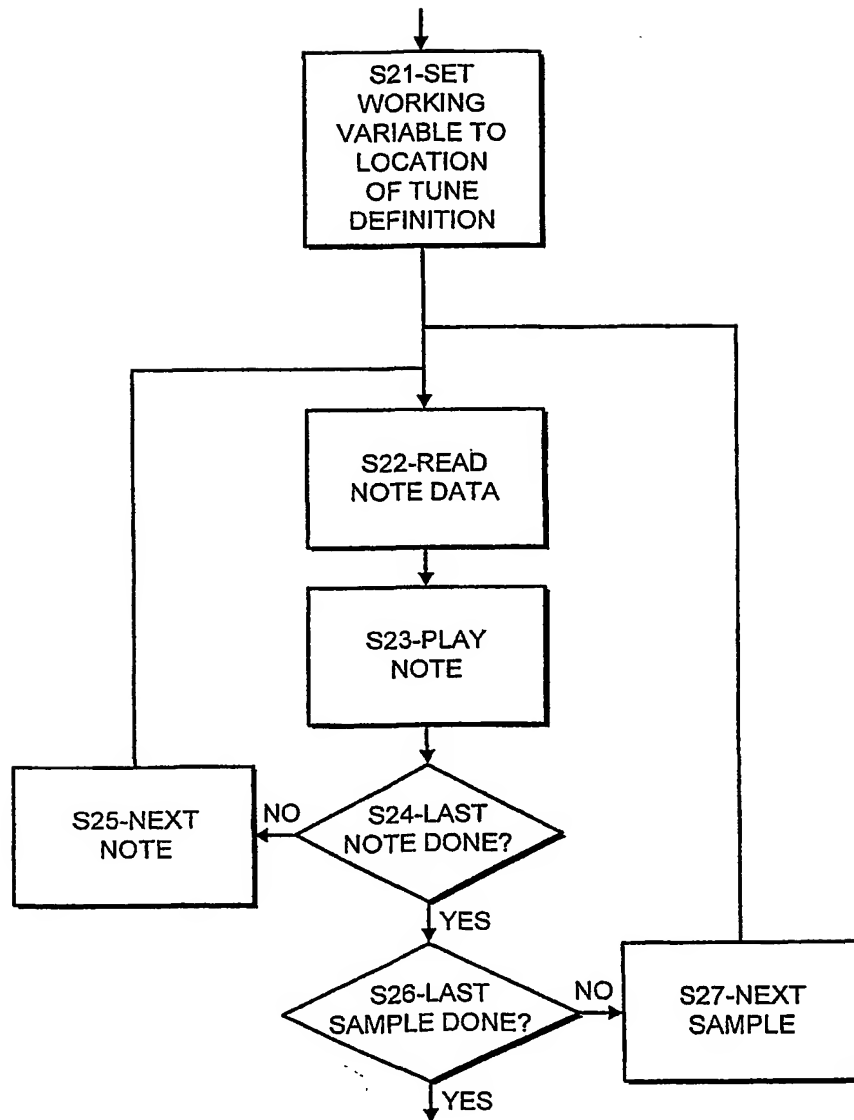 S21-SET
WORKING
VARIABLE TO
LOCATION
OF TUNE
DEFINITION
S22-READ
NOTE DATA
S23-PLAY
NOTE
S24-LAST
NOTE DONE?
NO
S25-NEXT
NOTE
YES
S26-LAST
SAMPLE DONE?
NO
S27-NEXT
SAMPLE
YES